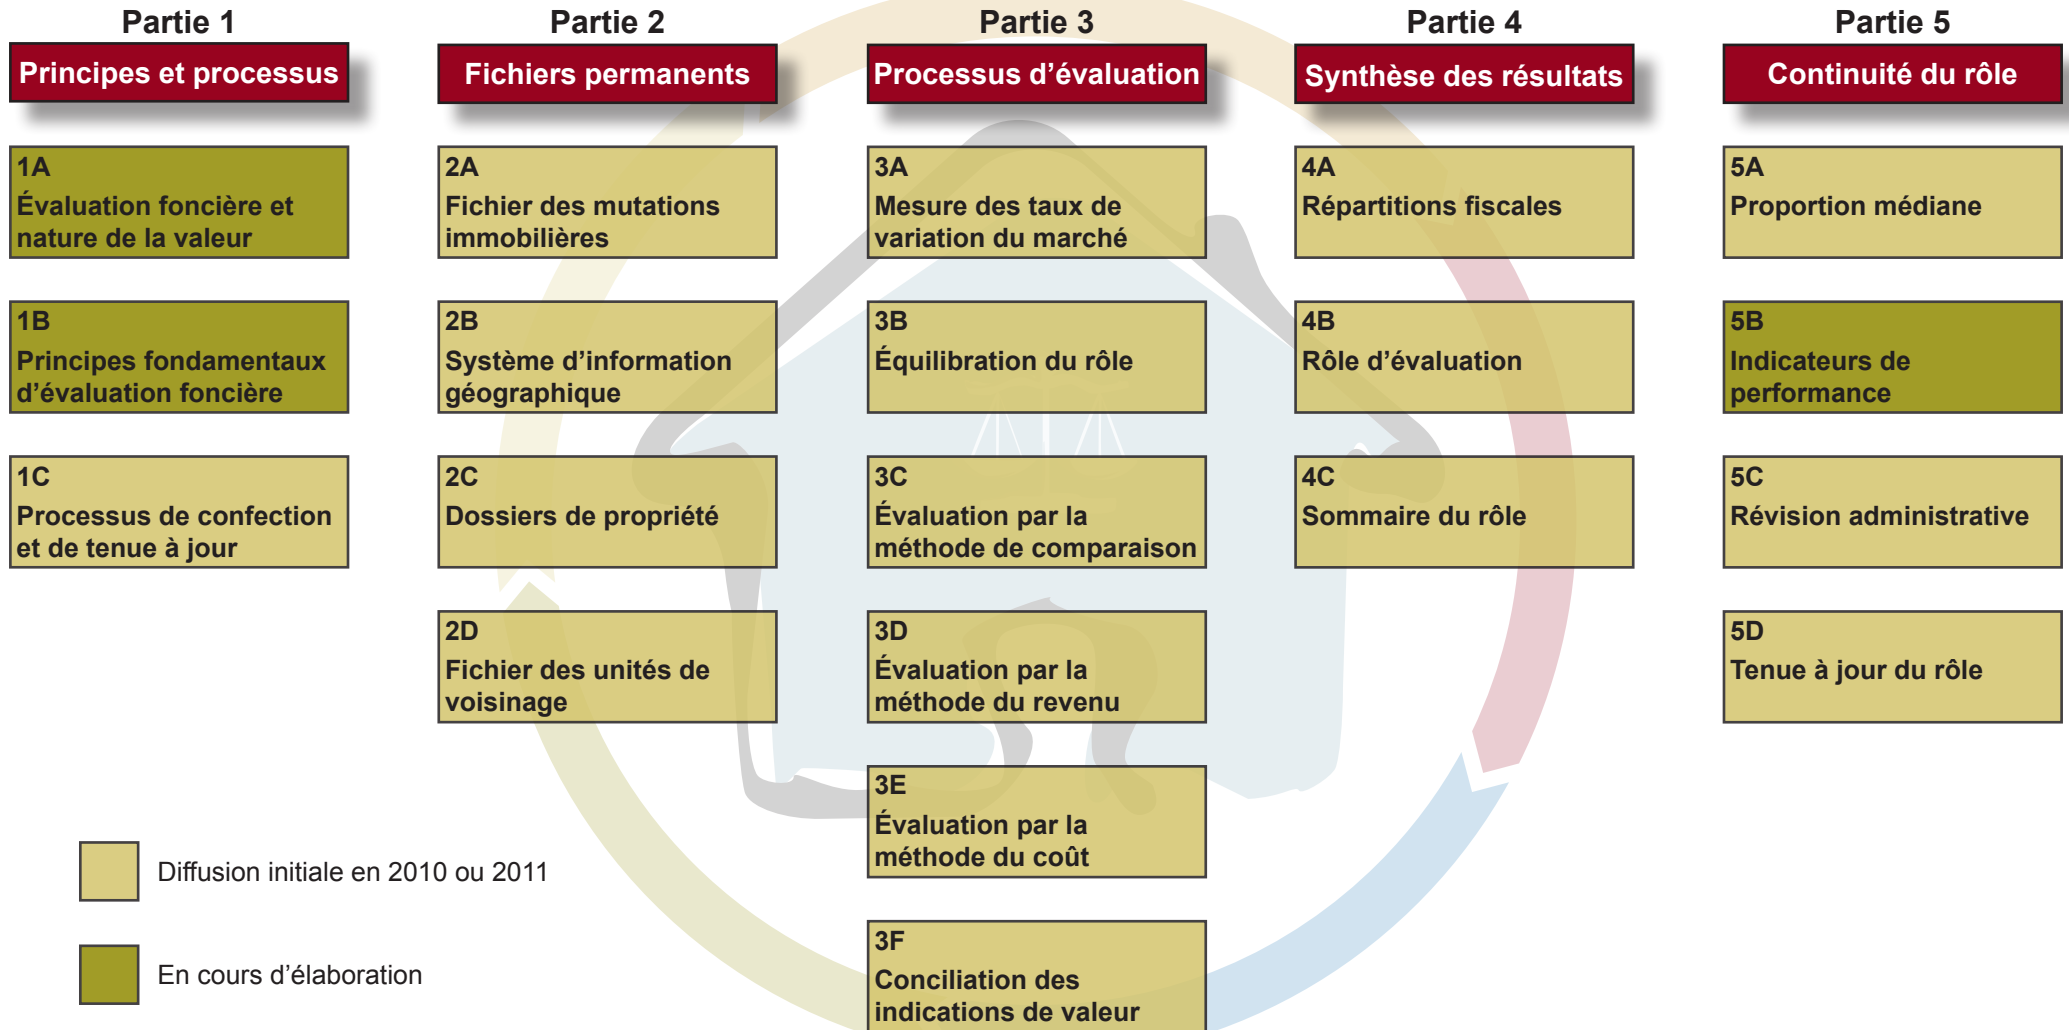 Partie 1
Principes et processus
1A
Évaluation foncière et
nature de la valeur
1B
Principes fondamentaux
d’évaluation foncière
1C
Processus de confection
et de tenue à jour
Partie 2
Fichiers permanents
2A
Fichier des mutations
immobilières
2B
Système d’information
géographique
2C
Dossiers de propriété
2D
Fichier des unités de
voisinage
Partie 3
Processus d’évaluation
3A
Mesure des taux de
variation du marché
3B
Équilibration du rôle
3C
Évaluation par la
méthode de comparaison
3D
Évaluation par la
méthode du revenu
3E
Évaluation par la
méthode du coût
3F
Conciliation des
indications de valeur
Partie 4
Synthèse des résultats
4A
Répartitions fiscales
4B
Rôle d’évaluation
4C
Sommaire du rôle
Partie 5
Continuité du rôle
5A
Proportion médiane
5B
Indicateurs de
performance
5C
Révision administrative
5D
Tenue à jour du rôle
Diffusion initiale en 2010 ou 2011
En cours d’élaboration